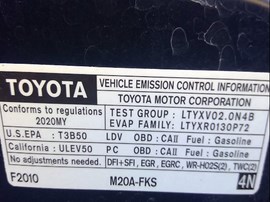 TOYOTA
VEHICLE EMISSION CONTROL INFORMATION
TOYOTA MOTOR CORPORATION
Conforms to regulations
2020MY
TEST GROUP : LTYXV02.0N4B
EVAP FAMILY: LTYXR0130P72
U.S.EPA : T3B50 LDV OBD : CAII Fuel : Gasoline
California : ULEV50 PC OBD : CAII Fuel : Gasoline
No adjustments needed. DFI+SFI, EGR, EGRC, WR-HO2S(2), TWC(2)
F2010 M20A-FKS 4N